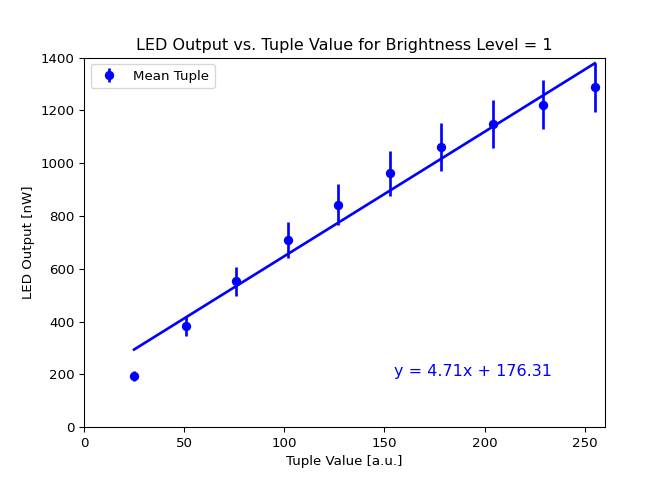 LED Output vs. Tuple Value for Brightness Level = 1
1400
1200
1000
800
600
400
200
0
LED Output [nW]
Mean Tuple
y = 4.71x + 176.31
0 50 100 150 200 250
Tuple Value [a.u.]